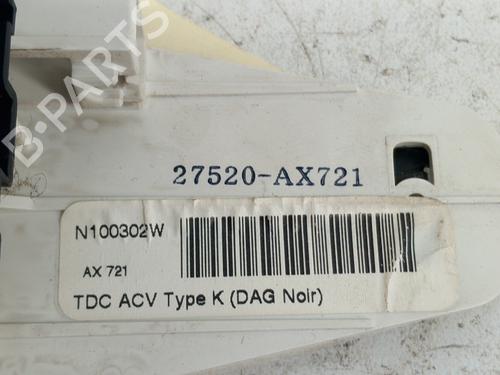 B-PARTS
27520-AX721
N100302W
AX 721
TDC ACV Type K (DAG Noir)